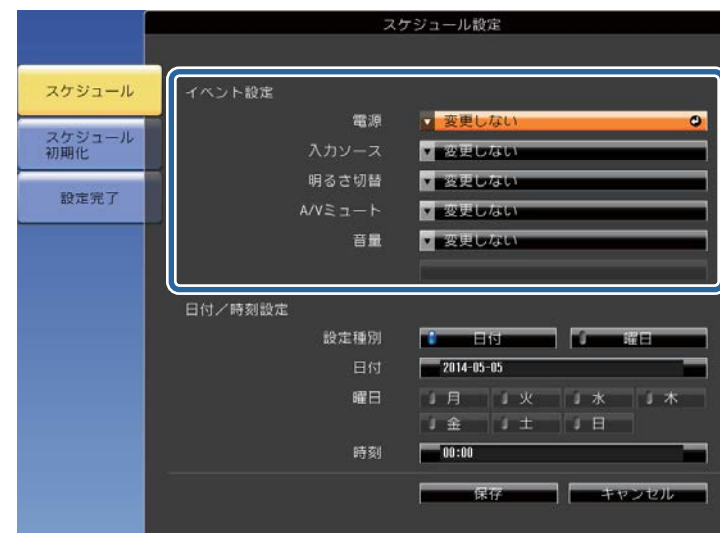 スケジュール設定
スケジュール
スケジュール
初期化
設定完了
イベント設定
電源 変更しない
入力ソース 変更しない
明るさ切替 変更しない
A/Vミュート 変更しない
音量 変更しない
日付／時刻設定
設定種別 日付 曜日
日付 2014-05-05
曜日 月 火 水 木
金 土 日
時刻 00:00
保存 キャンセル